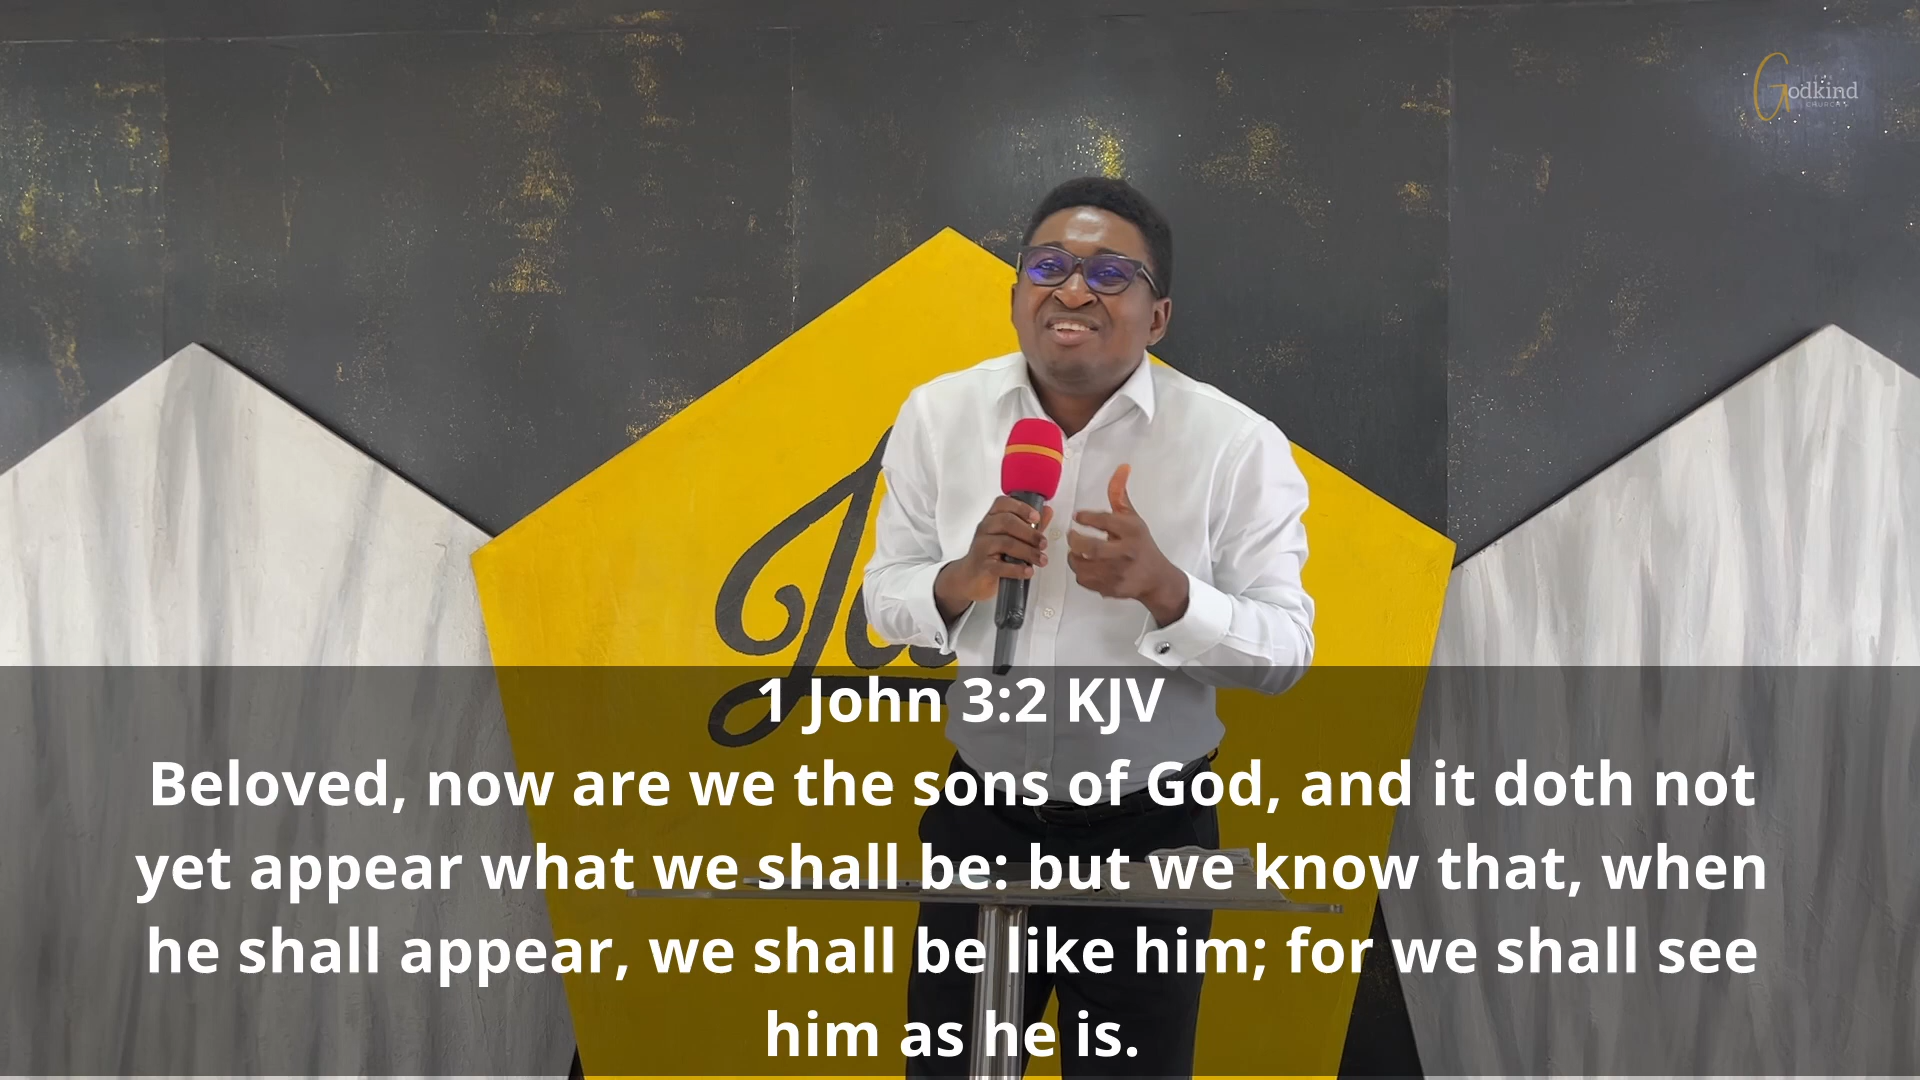 Godkind
CHURCH
1 John 3:2 KJV
Beloved, now are we the sons of God, and it doth not
yet appear what we shall be: but we know that, when
he shall appear, we shall be like him; for we shall see
him as he is.